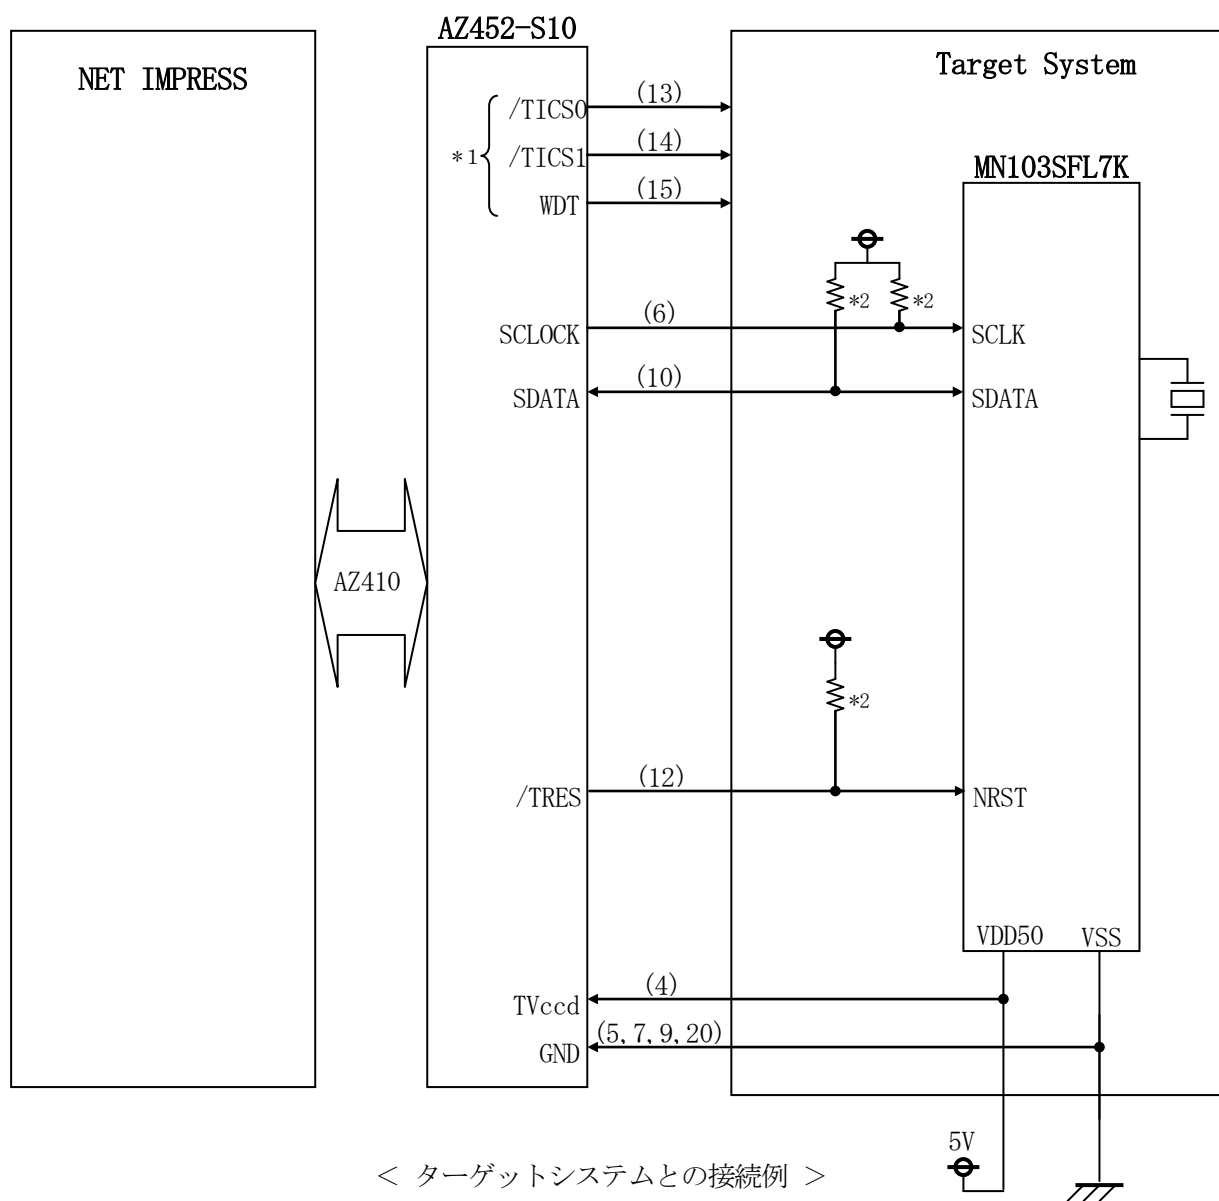 AZ452-S10
NET IMPRESS
Target System
/TICS0
(13)
*1
/TICS1
(14)
WDT
(15)
MN103SFL7K
*2
*2
SCLOCK
(6)
SCLK
SDATA
(10)
SDATA
AZ410
*2
/TRES
(12)
NRST
VDD50
VSS
TVccd
(4)
GND
(5,7,9,20)
5V
< ターゲットシステムとの接続例 >